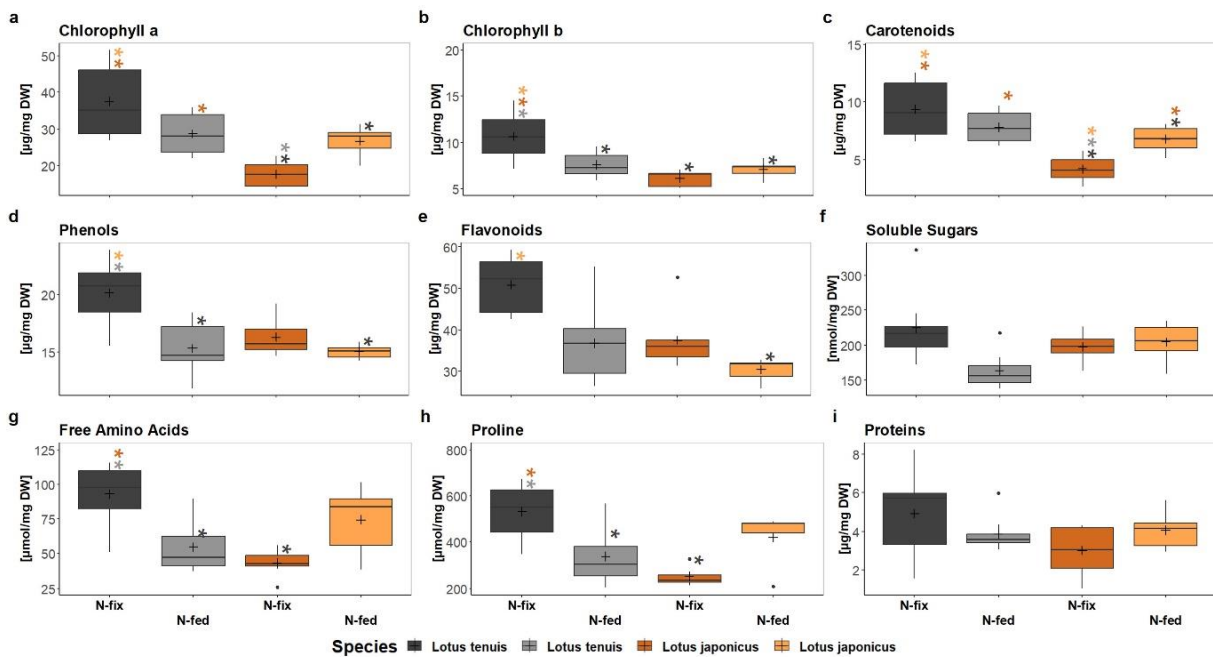 a
Chlorophyll a
[µg/mg DW]
50
40
30
20
b
Chlorophyll b
[µg/mg DW]
20
15
10
5
c
Carotenoids
[µg/mg DW]
15
10
5
d
Phenols
[µg/mg DW]
20
15
e
Flavonoids
[µg/mg DW]
60
50
40
30
f
Soluble Sugars
[nmol/mg DW]
300
250
200
150
g
Free Amino Acids
[µmol/mg DW]
125
100
75
50
25
h
Proline
[µmol/mg DW]
800
600
400
200
i
Proteins
[µg/mg DW]
8
6
4
2
N-fix N-fed N-fix N-fed
N-fix N-fed N-fix N-fed
N-fix N-fed N-fix N-fed
Species Lotus tenuis Lotus tenuis Lotus japonicus Lotus japonicus